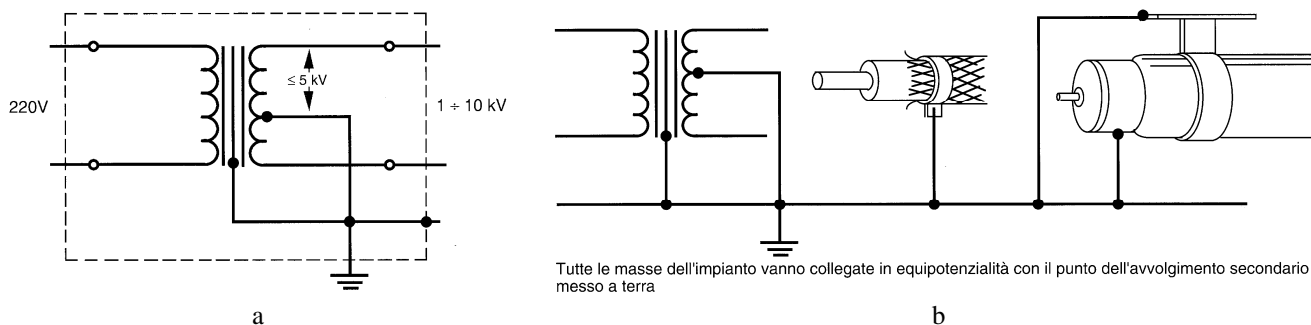 ≤ 5 kV
220V
1 ÷ 10 kV
a
Tutte le masse dell'impianto vanno collegate in equipotenzialità con il punto dell'avvolgimento secondario
messo a terra
b